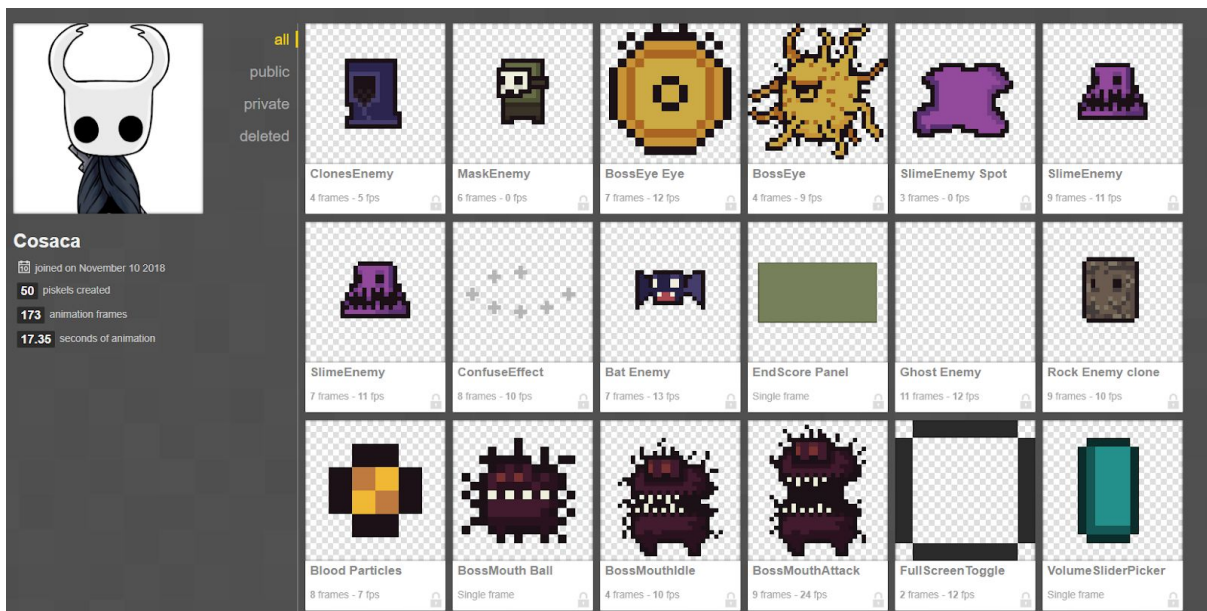 all
public
private
deleted
Cosaca
10 joined on November 10 2018
50 piskels created
173 animation frames
17.35 seconds of animation
ClonesEnemy
4 frames - 5 fps
MaskEnemy
6 frames - 0 fps
BossEye Eye
7 frames - 12 fps
BossEye
4 frames - 9 fps
SlimeEnemy Spot
3 frames - 0 fps
SlimeEnemy
9 frames - 11 fps
SlimeEnemy
7 frames - 11 fps
ConfuseEffect
8 frames - 10 fps
Bat Enemy
7 frames - 13 fps
EndScore Panel
Single frame
Ghost Enemy
11 frames - 12 fps
Rock Enemy clone
9 frames - 10 fps
Blood Particles
8 frames - 7 fps
BossMouth Ball
Single frame
BossMouthIdle
4 frames - 10 fps
BossMouthAttack
9 frames - 24 fps
FullScreenToggle
2 frames - 12 fps
VolumeSliderPicker
Single frame